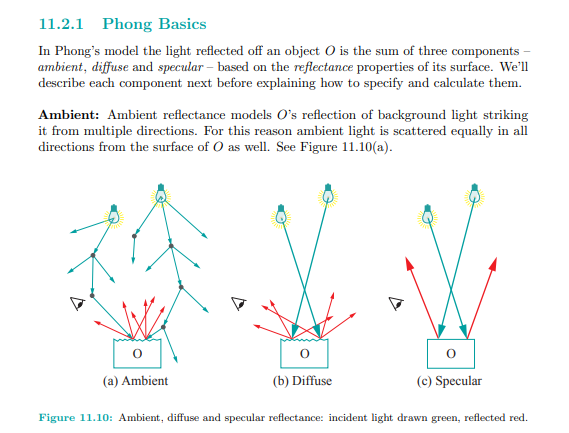 11.2.1 Phong Basics
In Phong's model the light reflected off an object O is the sum of three components –
ambient, diffuse and specular – based on the reflectance properties of its surface. We'll
describe each component next before explaining how to specify and calculate them.
Ambient: Ambient reflectance models O's reflection of background light striking
it from multiple directions. For this reason ambient light is scattered equally in all
directions from the surface of O as well. See Figure 11.10(a).
O O O
(a) Ambient (b) Diffuse (c) Specular
Figure 11.10: Ambient, diffuse and specular reflectance: incident light drawn green, reflected red.